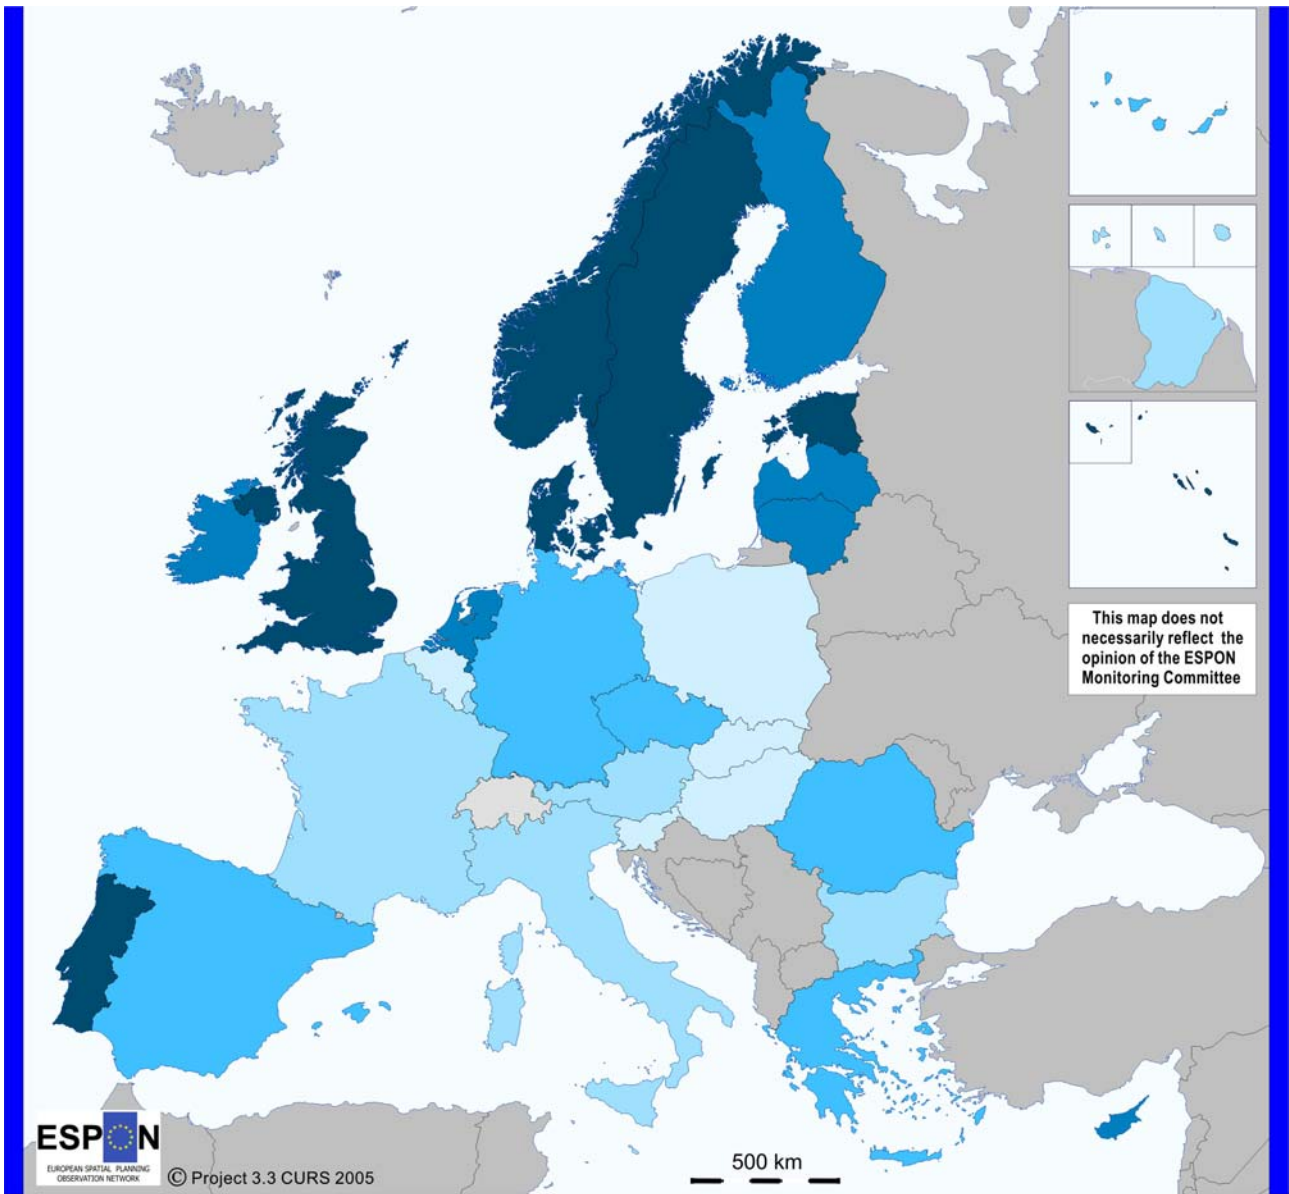 This map does not
necessarily reflect the
opinion of the ESPON
Monitoring Committee
ESPON
EUROPEAN SPATIAL PLANNING
OBSERVATION NETWORK
© Project 3.3 CURS 2005
500 km